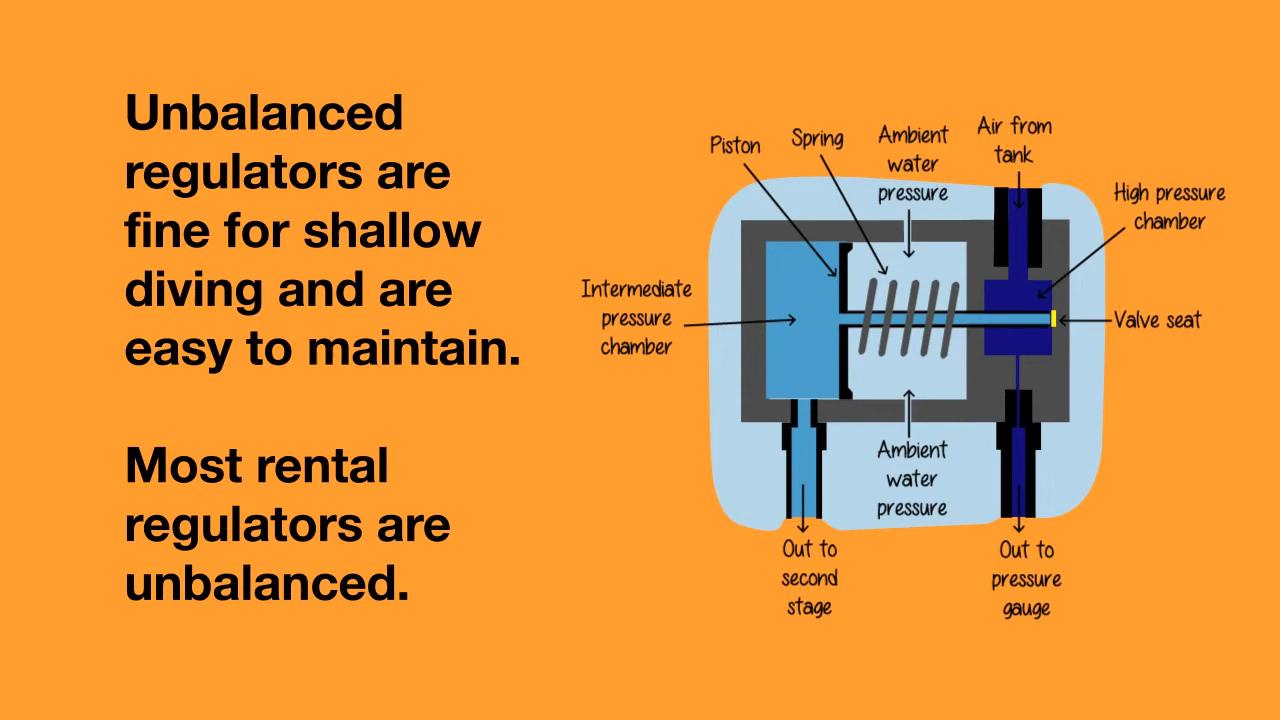 Unbalanced
regulators are
fine for shallow
diving and are
easy to maintain.
Most rental
regulators are
unbalanced.
Piston
Spring
Ambient
water
pressure
Air from
tank
High pressure
chamber
Intermediate
pressure
chamber
Valve seat
Ambient
water
pressure
Out to
second
stage
Out to
pressure
gauge